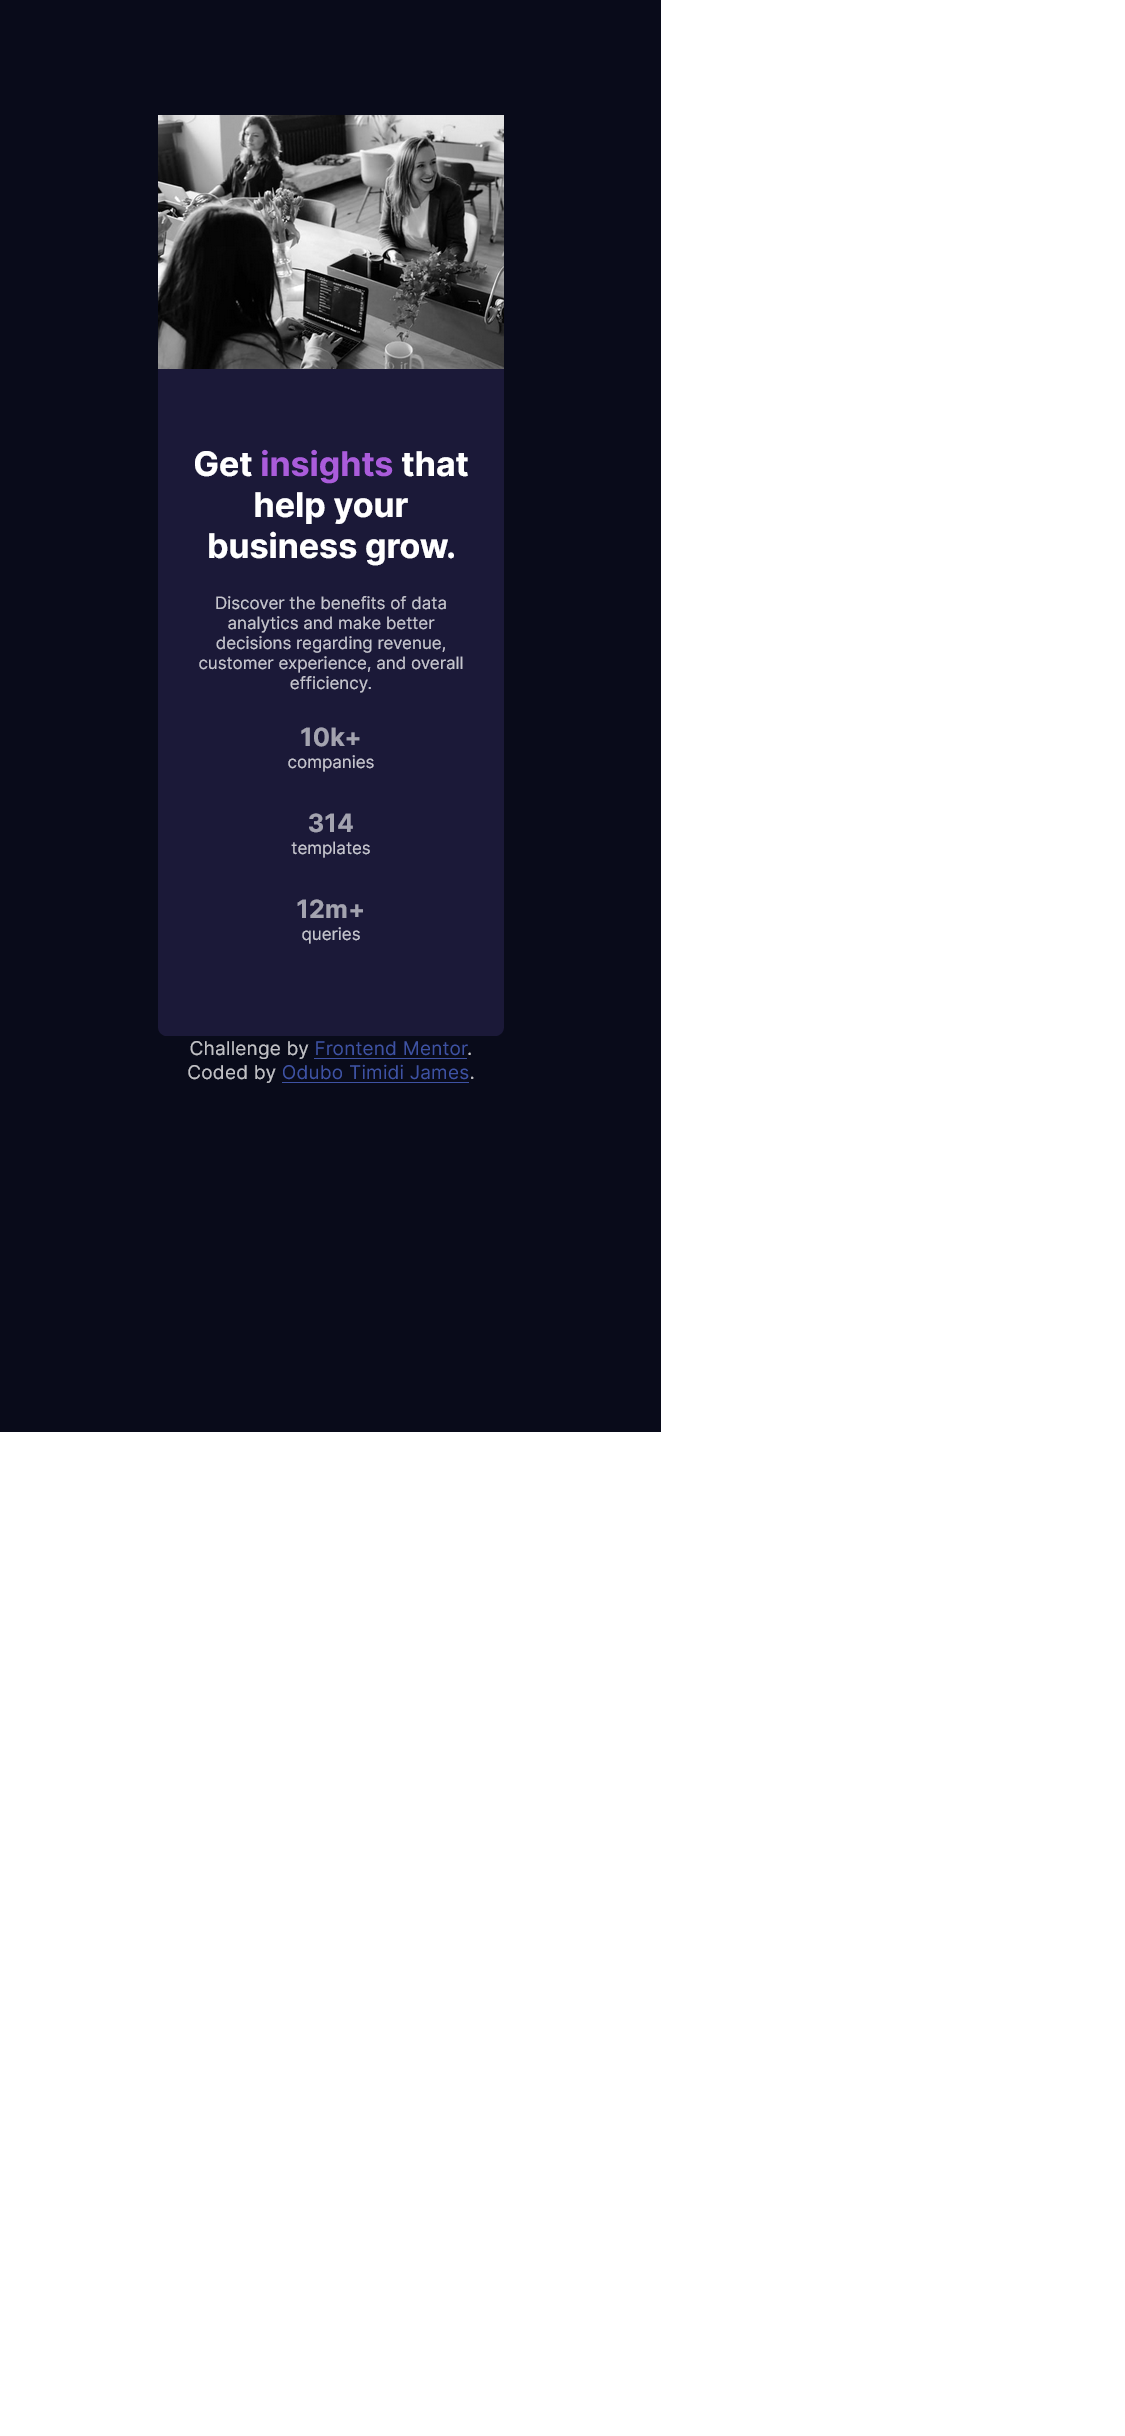 Get insights that
help your
business grow.
Discover the benefits of data
analytics and make better
decisions regarding revenue,
customer experience, and overall
efficiency.
10k+
companies
314
templates
12m+
queries
Challenge by Frontend Mentor.
Coded by Odubo Timidi James.